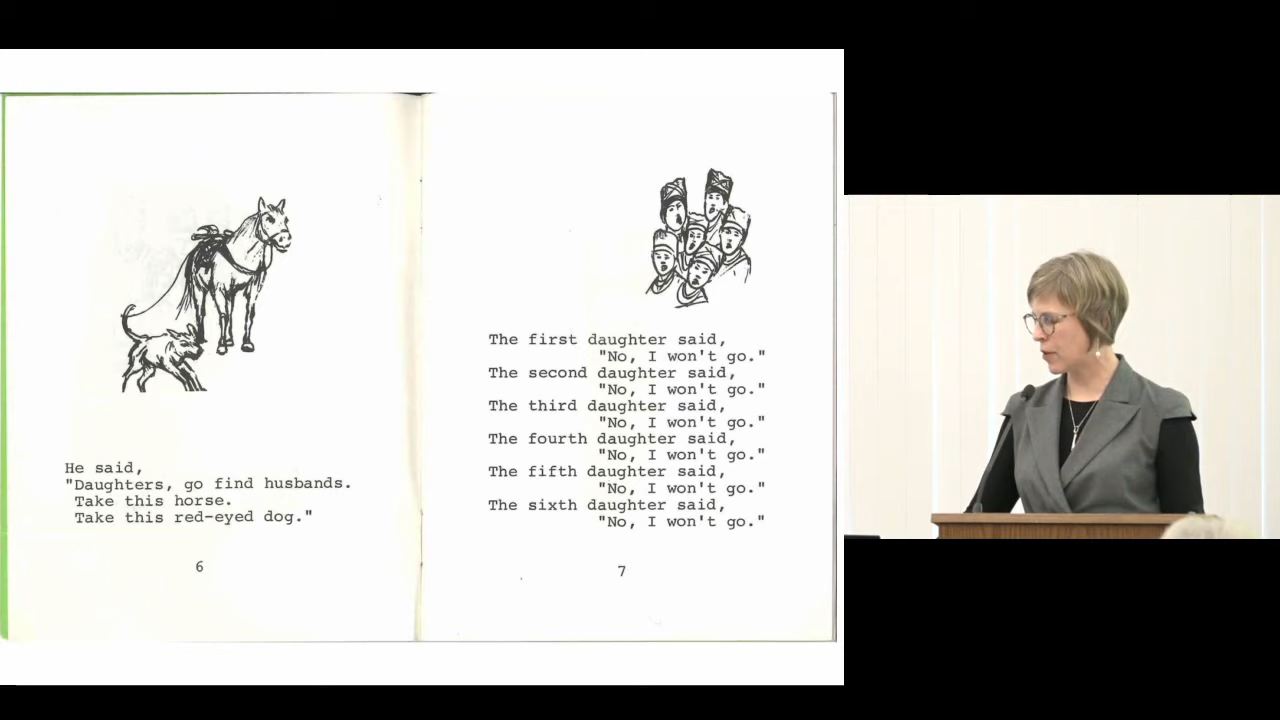 He said,
"Daughters, go find husbands.
Take this horse.
Take this red-eyed dog."
6
The first daughter said,
"No, I won't go."
The second daughter said,
"No, I won't go."
The third daughter said,
"No, I won't go."
The fourth daughter said,
"No, I won't go."
The fifth daughter said,
"No, I won't go."
The sixth daughter said,
"No, I won't go."
7